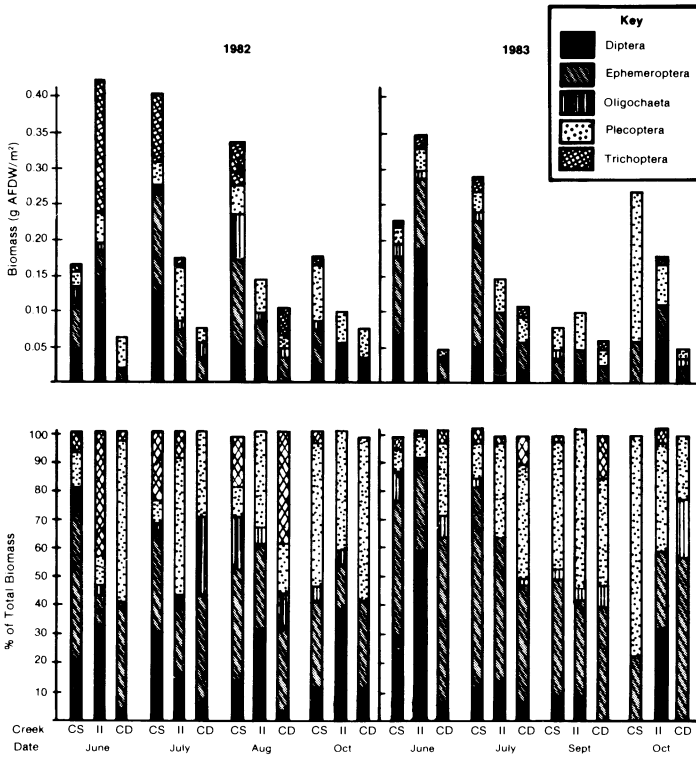 Key
Diptera
Ephemeroptera
Oligochaeta
Plecoptera
Trichoptera
1982
1983
Biomass (g AFDW/m²)
0.40
0.35
0.30
0.25
0.20
0.15
0.10
0.05
% of Total Biomass
100
90
80
70
60
50
40
30
20
10
Creek CS II CD CS II CD CS II CD CS II CD CS II CD CS II CD CS II CD CS II CD
Date June July Aug Oct June July Sept Oct